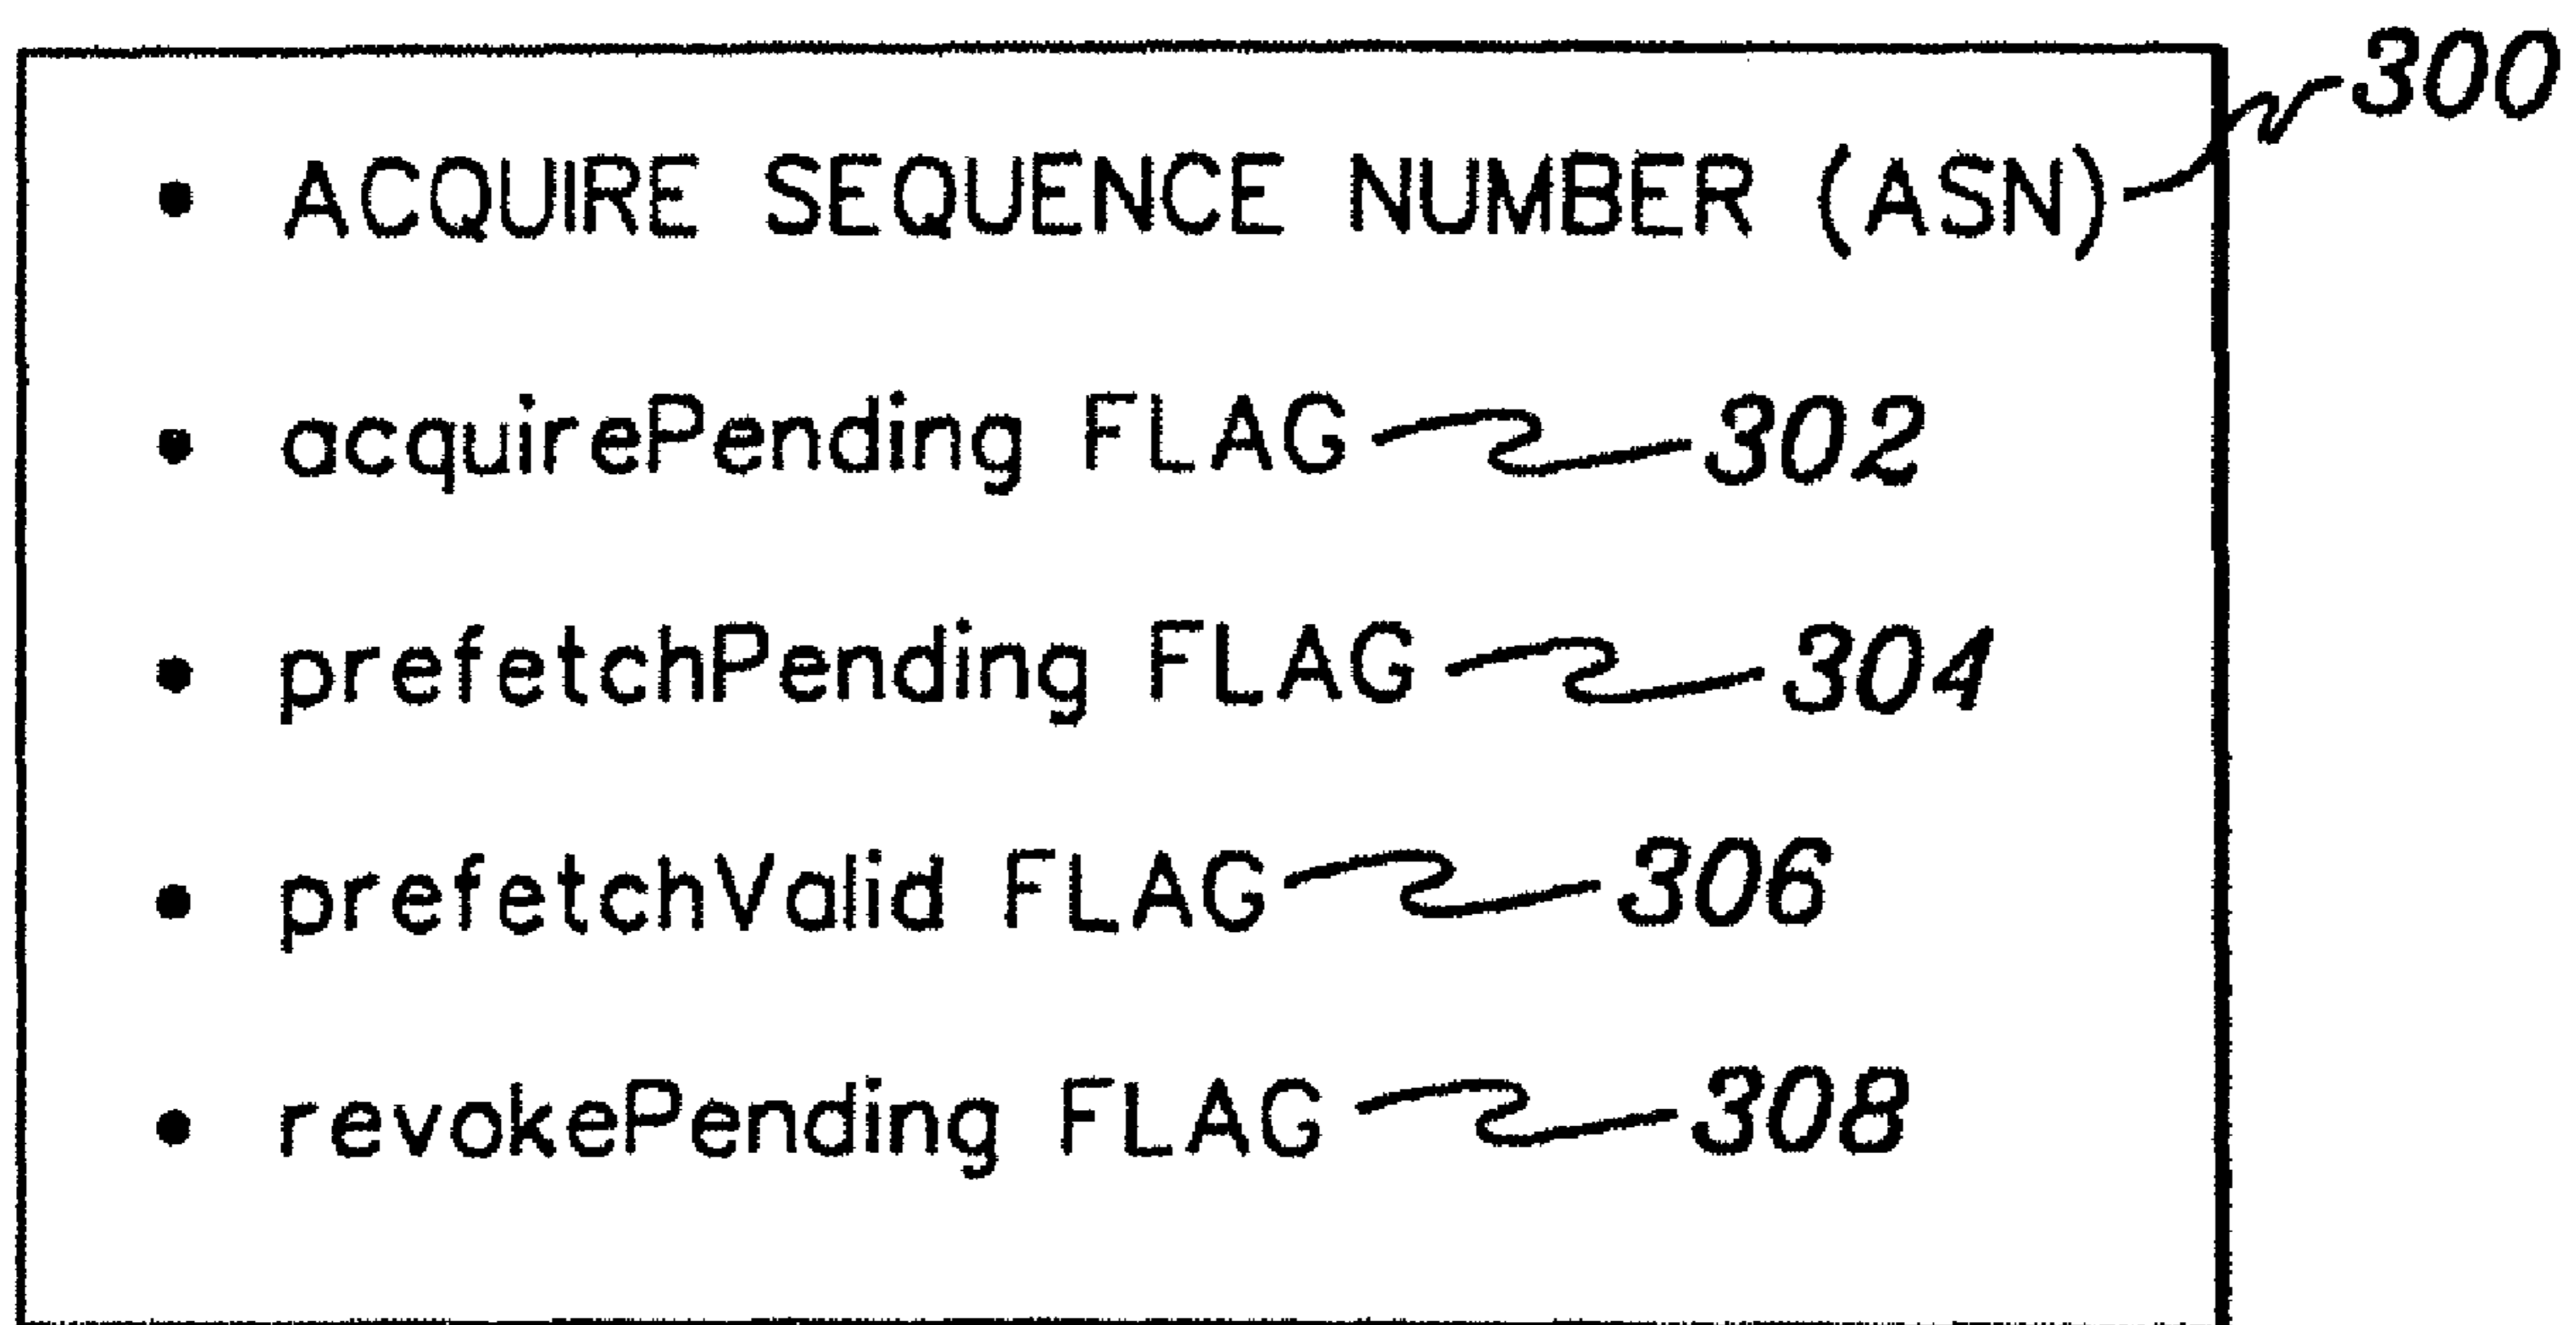 • ACQUIRE SEQUENCE NUMBER (ASN) 300
• acquirePending FLAG 302
• prefetchPending FLAG 304
• prefetchValid FLAG 306
• revokePending FLAG 308